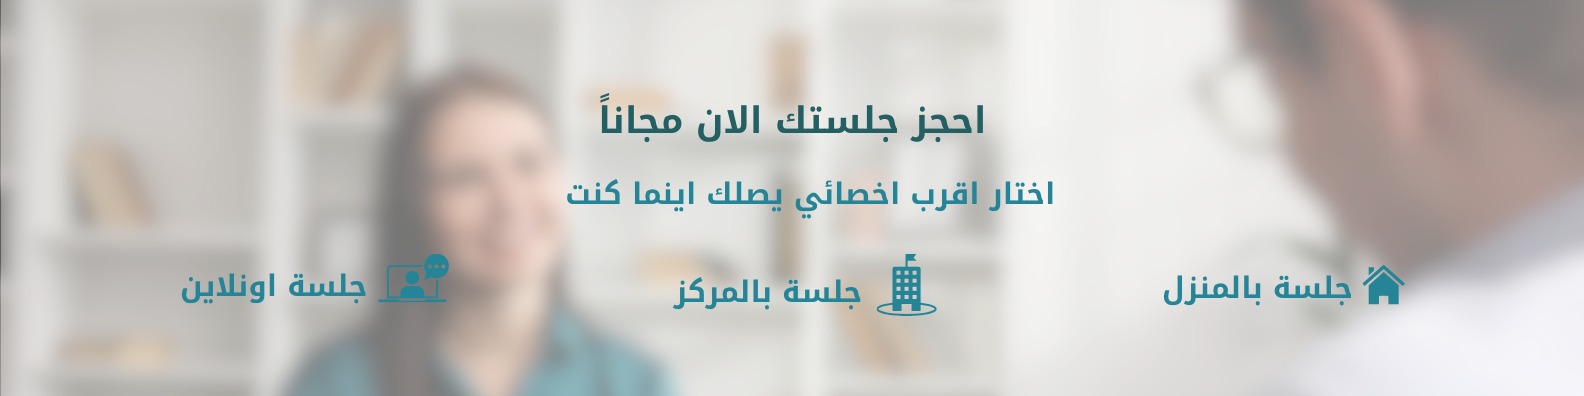 احجز جلستك الان مجاناً
اختار اقرب اخصائي يصلك اينما كنت
جلسة بالمنزل
جلسة بالمركز
جلسة اونلاين